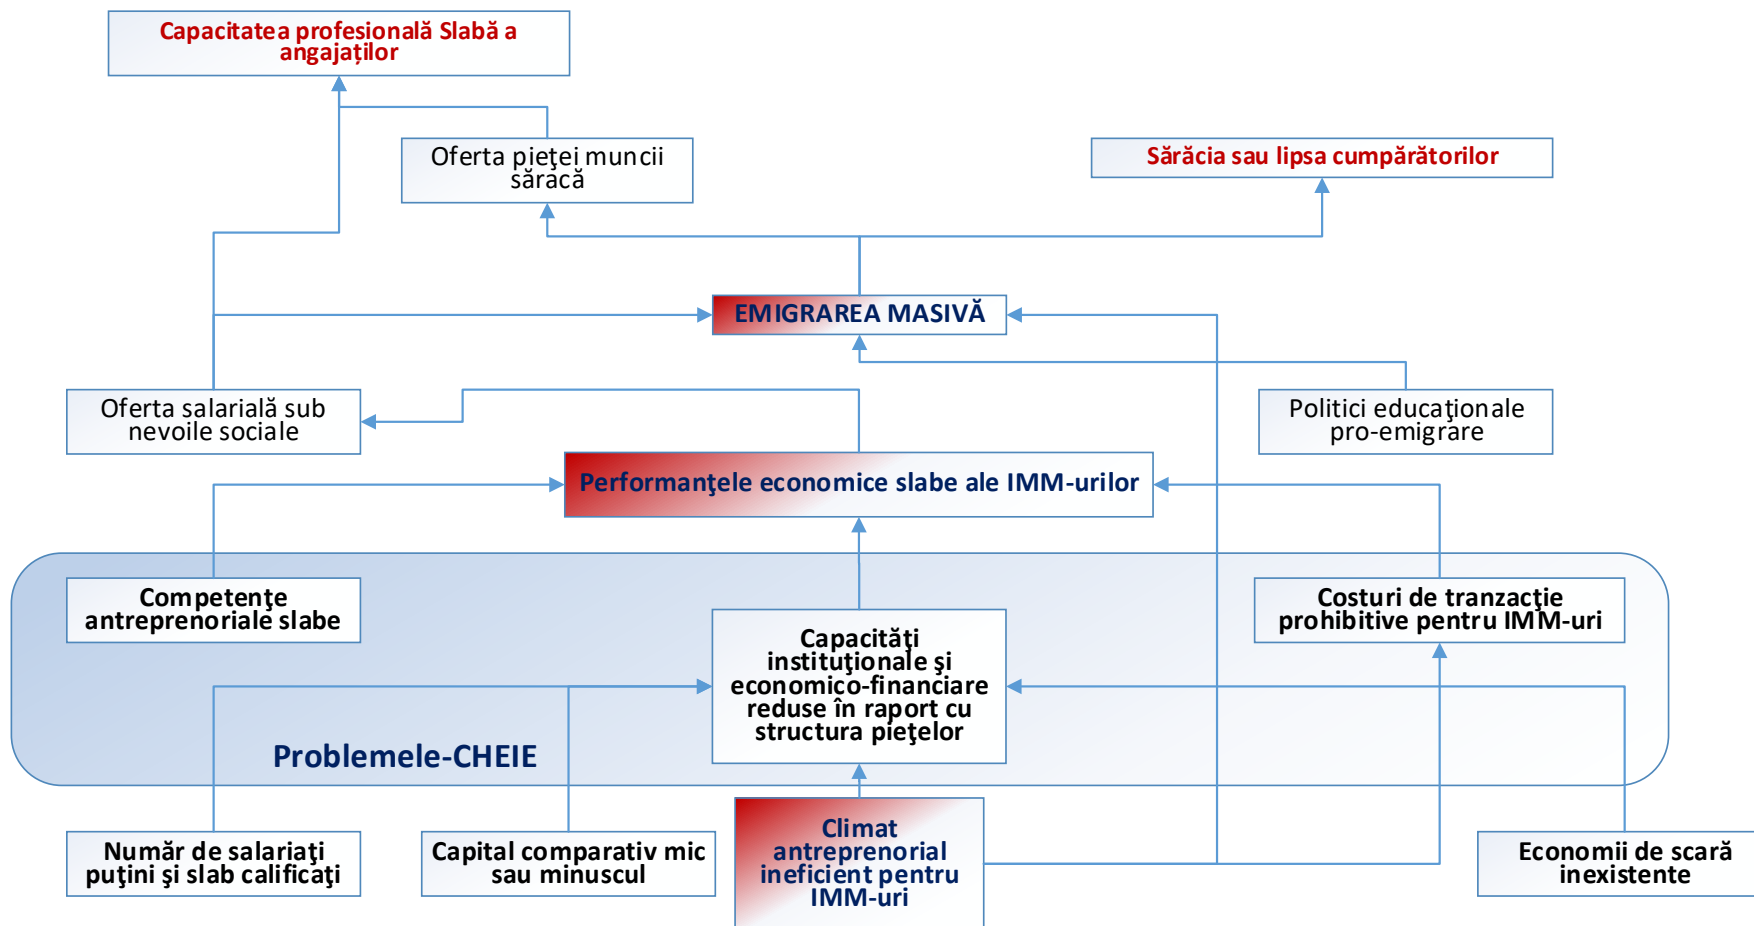 Capacitatea profesională Slabă a
angajaților
Oferta pieţei muncii
săracă
Sărăcia sau lipsa cumpărătorilor
EMIGRAREA MASIVĂ
Oferta salarială sub
nevoile sociale
Politici educaţionale
pro-emigrare
Performanţele economice slabe ale IMM-urilor
Competenţe
antreprenoriale slabe
Costuri de tranzacţie
prohibitive pentru IMM-uri
Capacităţi
instituţionale şi
economico-financiare
reduse în raport cu
structura pieţelor
Problemele-CHEIE
Număr de salariaţi
puţini şi slab calificaţi
Capital comparativ mic
sau minuscul
Climat
antreprenorial
ineficient pentru
IMM-uri
Economii de scară
inexistente